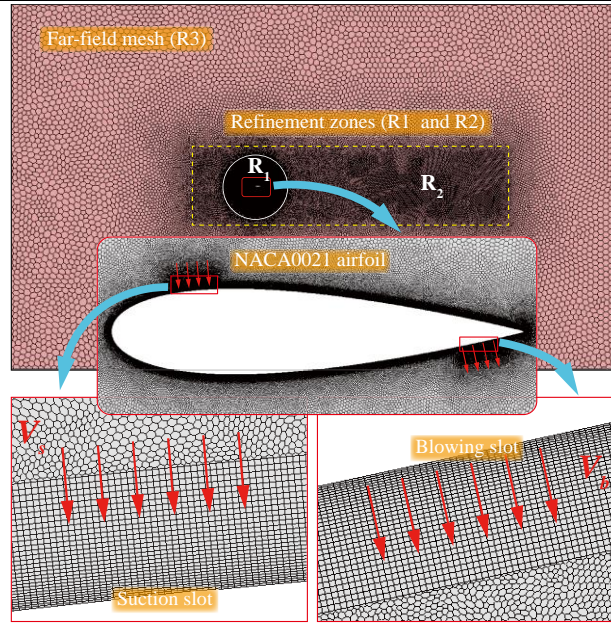 Far-field mesh (R3)
Refinement zones (R1 and R2)
R1
R2
NACA0021 airfoil
Vs
Blowing slot
Vb
Suction slot